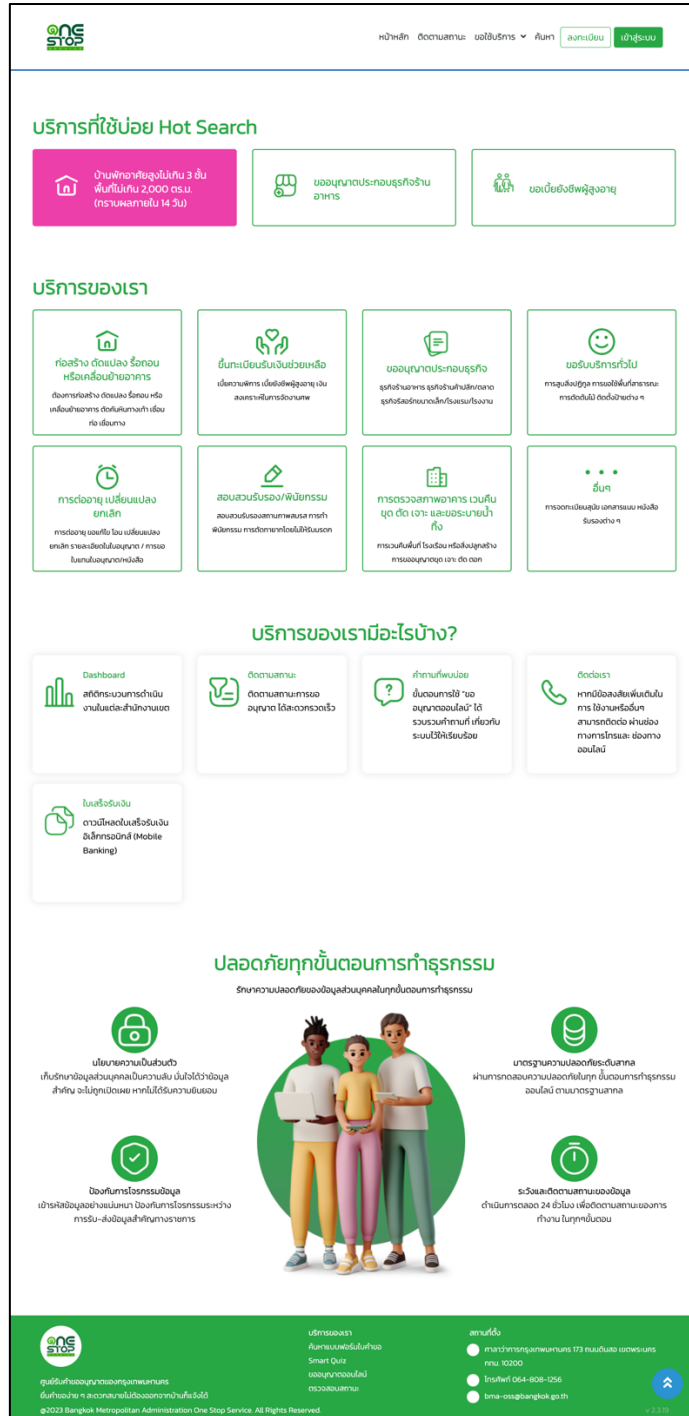 ONE
STOP
SERVICE
หน้าหลัก ติดตามสถานะ ขอใช้บริการ ค้นหา ลงทะเบียน เข้าสู่ระบบ
บริการที่ใช้บ่อย Hot Search
บ้านพักอาศัยสูงไม่เกิน 3 ชั้น
พื้นที่ไม่เกิน 2,000 ตร.ม.
(ทราบผลภายใน 14 วัน)
ขออนุญาตประกอบธุรกิจร้าน
อาหาร
ขอเบี้ยยังชีพผู้สูงอายุ
บริการของเรา
ก่อสร้าง ดัดแปลง รื้อถอน
หรือเคลื่อนย้ายอาคาร
ต้องการก่อสร้าง ดัดแปลง รื้อถอน หรือ
เคลื่อนย้ายอาคาร ตัดคันหินทางเท้า เชื่อม
ท่อ เชื่อมทาง
ขึ้นทะเบียนรับเงินช่วยเหลือ
เบี้ยความพิการ เบี้ยยังชีพผู้สูงอายุ เงิน
สงเคราะห์ในการจัดงานศพ
ขออนุญาตประกอบธุรกิจ
ธุรกิจร้านอาหาร ธุรกิจร้านค้าปลีก/ตลาด
ธุรกิจรีสอร์ทขนาดเล็ก/โรงแรม/โรงงาน
ขอรับบริการทั่วไป
การสูบสิ่งปฏิกูล การขอใช้พื้นที่สาธารณะ
การตัดต้นไม้ ติดตั้งป้ายต่าง ๆ
การต่ออายุ เปลี่ยนแปลง
ยกเลิก
การต่ออายุ ขอแก้ไข โอน เปลี่ยนแปลง
ยกเลิก รายละเอียดในใบอนุญาต / การขอ
ใบแทนใบอนุญาต/หนังสือ
สอบสวนรับรอง/พินัยกรรม
สอบสวนรับรองสถานภาพสมรส การทำ
พินัยกรรม การตัดทายาทโดยไม่ให้รับมรดก
การตรวจสภาพอาคาร เวนคืน
ขุด ตัด เจาะ และขอระบายน้ำ
ทิ้ง
การเวนคืนพื้นที่ โรงเรือน หรือสิ่งปลูกสร้าง
การขออนุญาตขุด เจาะ ตัด ตอก
อื่นๆ
การจดทะเบียนสุนัข เอกสารแบบ หนังสือ
รับรองต่าง ๆ
บริการของเรามีอะไรบ้าง?
Dashboard
สถิติกระบวนการดำเนิน
งานในแต่ละสำนักงานเขต
ติดตามสถานะ
ติดตามสถานะการขอ
อนุญาต ได้สะดวกรวดเร็ว
คำถามที่พบบ่อย
ขั้นตอนการใช้ "ขอ
อนุญาตออนไลน์" ได้
รวบรวมคำถามที่ เกี่ยวกับ
ระบบไว้ให้เรียบร้อย
ติดต่อเรา
หากมีข้อสงสัยเพิ่มเติมใน
การ ใช้งานหรืออื่นๆ
สามารถติดต่อ ผ่านช่อง
ทางการโทรและ ช่องทาง
ออนไลน์
ใบเสร็จรับเงิน
ดาวน์โหลดใบเสร็จรับเงิน
อิเล็กทรอนิกส์ (Mobile
Banking)
ปลอดภัยทุกขั้นตอนการทำธุรกรรม
รักษาความปลอดภัยของข้อมูลส่วนบุคคลในทุกขั้นตอนการทำธุรกรรม
นโยบายความเป็นส่วนตัว
เก็บรักษาข้อมูลส่วนบุคคลเป็นความลับ มั่นใจได้ว่าข้อมูล
สำคัญ จะไม่ถูกเปิดเผย หากไม่ได้รับความยินยอม
มาตรฐานความปลอดภัยระดับสากล
ผ่านการทดสอบความปลอดภัยในทุก ขั้นตอนการทำธุรกรรม
ออนไลน์ ตามมาตรฐานสากล
ป้องกันการโจรกรรมข้อมูล
เข้ารหัสข้อมูลอย่างแน่นหนา ป้องกันการโจรกรรมระหว่าง
การรับ-ส่งข้อมูลสำคัญทางราชการ
ระวังและติดตามสถานะของข้อมูล
ดำเนินการตลอด 24 ชั่วโมง เพื่อติดตามสถานะของการ
ทำงาน ในทุกๆขั้นตอน
ONE
STOP
ศูนย์รับคำขออนุญาตของกรุงเทพมหานคร
ยื่นคำของ่าย ๆ สะดวกสบายไม่ต้องออกจากบ้านก็แจ้งได้
@2023 Bangkok Metropolitan Administration One Stop Service. All Rights Reserved.
บริการของเรา
ค้นหาแบบฟอร์มใบคำขอ
Smart Quiz
ขออนุญาตออนไลน์
ตรวจสอบสถานะ
สถานที่ตั้ง
ศาลาว่าการกรุงเทพมหานคร 173 ถนนดินสอ เขตพระนคร
กทม. 10200
โทรศัพท์ 064-808-1256
bma-oss@bangkok.go.th
v 2.3.19